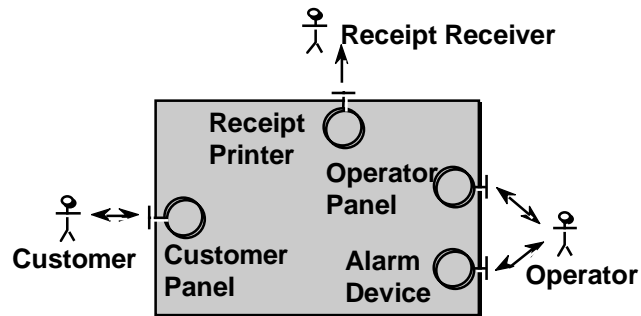 Receipt Receiver
Receipt
Printer
Operator
Panel
Customer
Customer
Panel
Alarm
Device
Operator